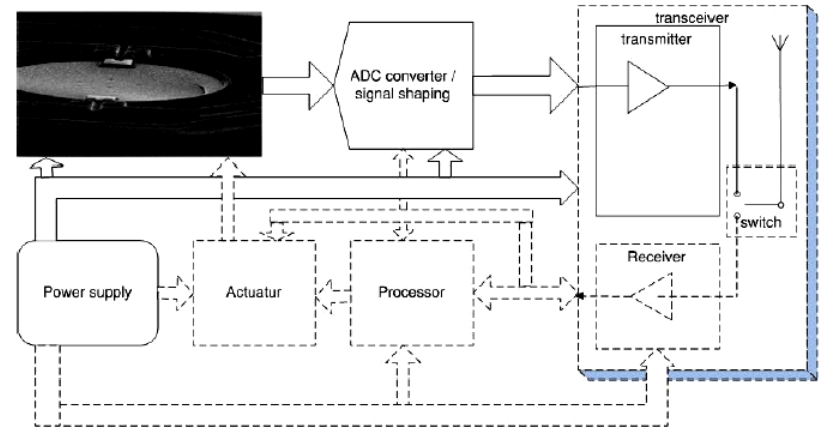 transceiver
transmitter
ADC converter /
signal shaping
switch
Receiver
Power supply
Actuatur
Processor